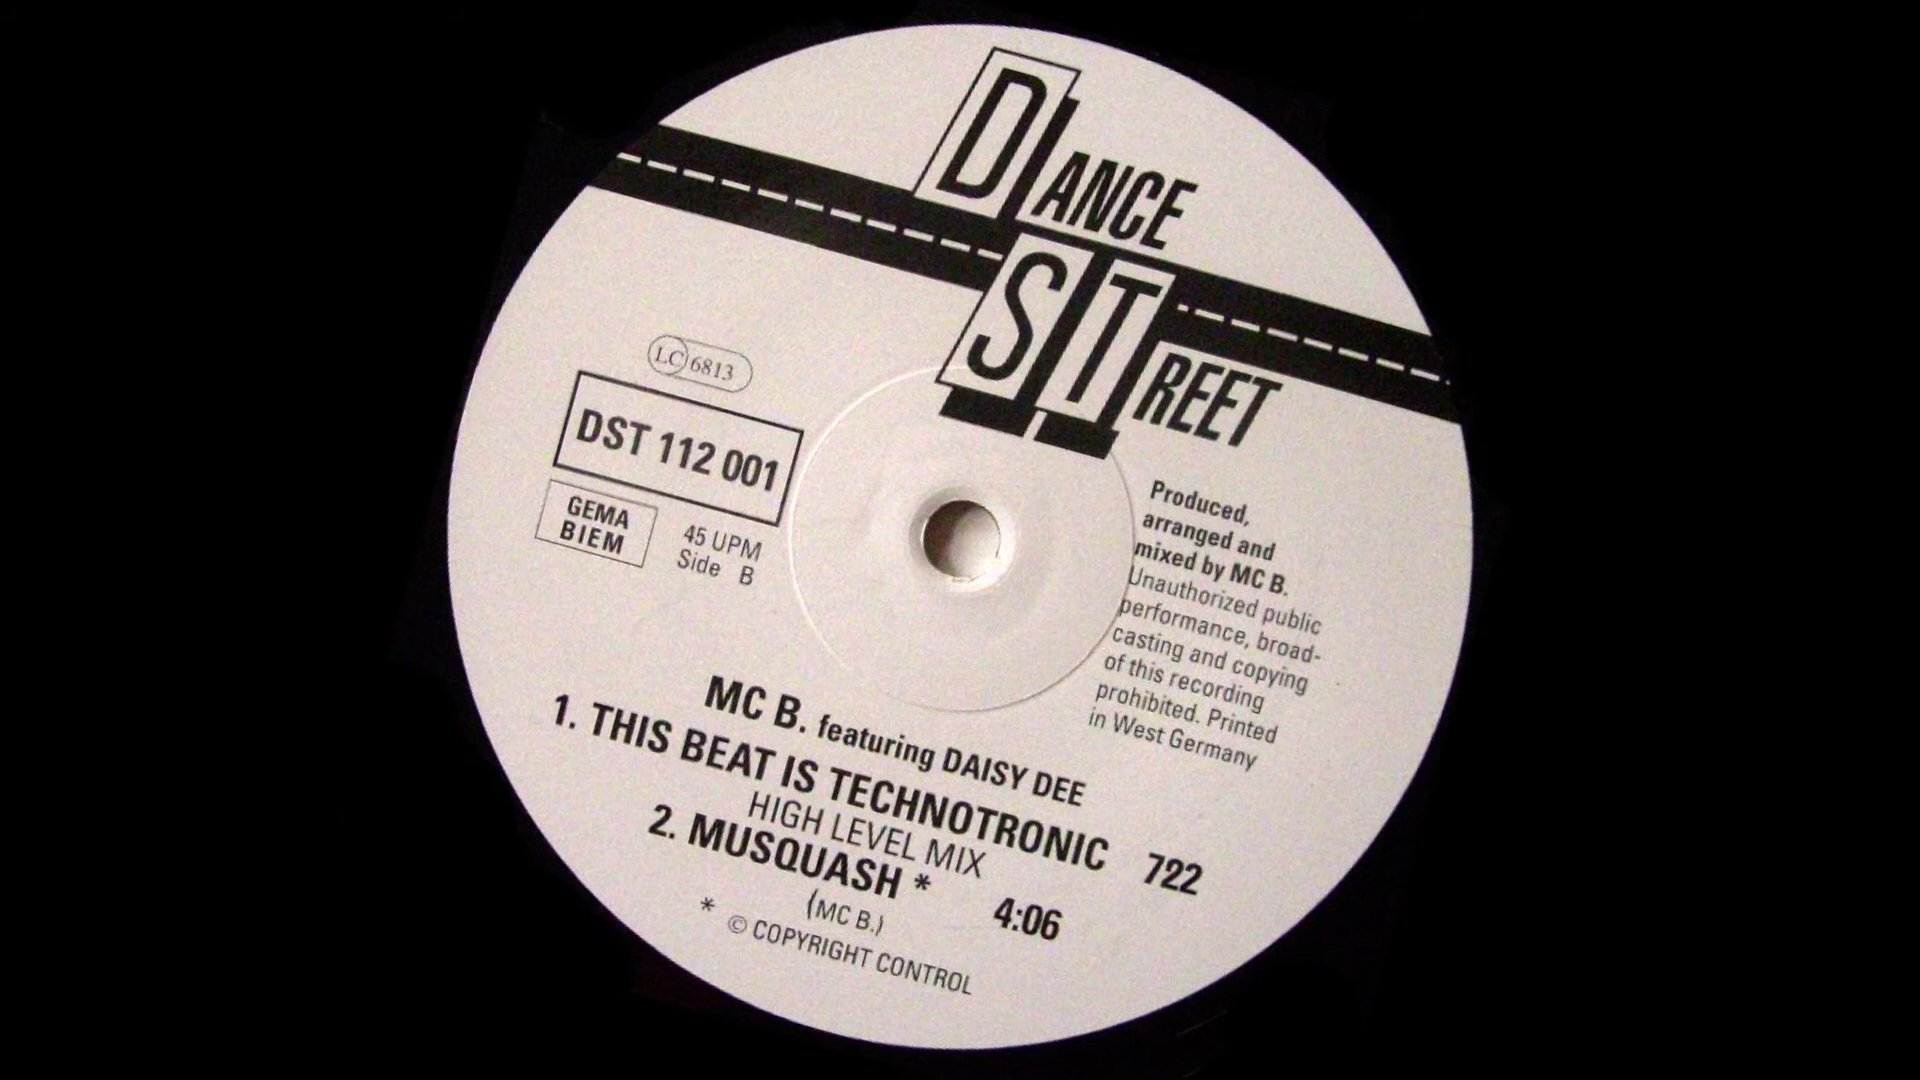 DANCE
STREET
LC 6813
DST 112 001
GEMA
BIEM
45 UPM
Side B
Produced,
arranged and
mixed by MC B.
Unauthorized public
performance, broad-
casting and copying
of this recording
prohibited. Printed
in West Germany
MC B. featuring DAISY DEE
1. THIS BEAT IS TECHNOTRONIC 722
HIGH LEVEL MIX
2. MUSQUASH * 4:06
(MC B.)
* © COPYRIGHT CONTROL